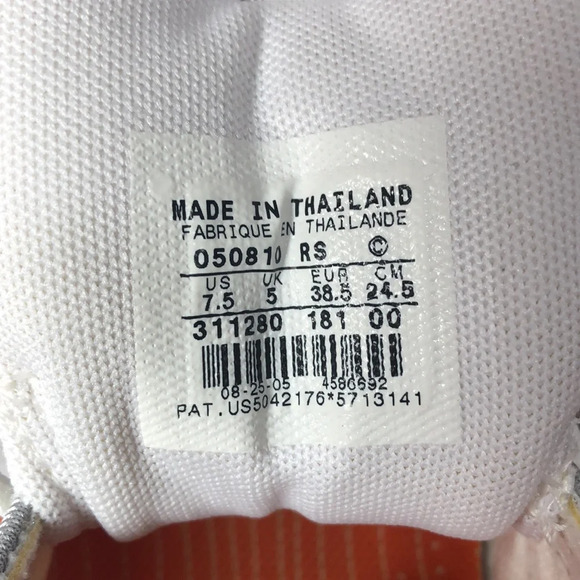 MADE IN THAILAND
FABRIQUE EN THAILANDE
050810 RS ©
US UK EUR CM
7.5 5 38.5 24.5
311280 181 00
08-25-05 4586692
PAT.US5042176*5713141